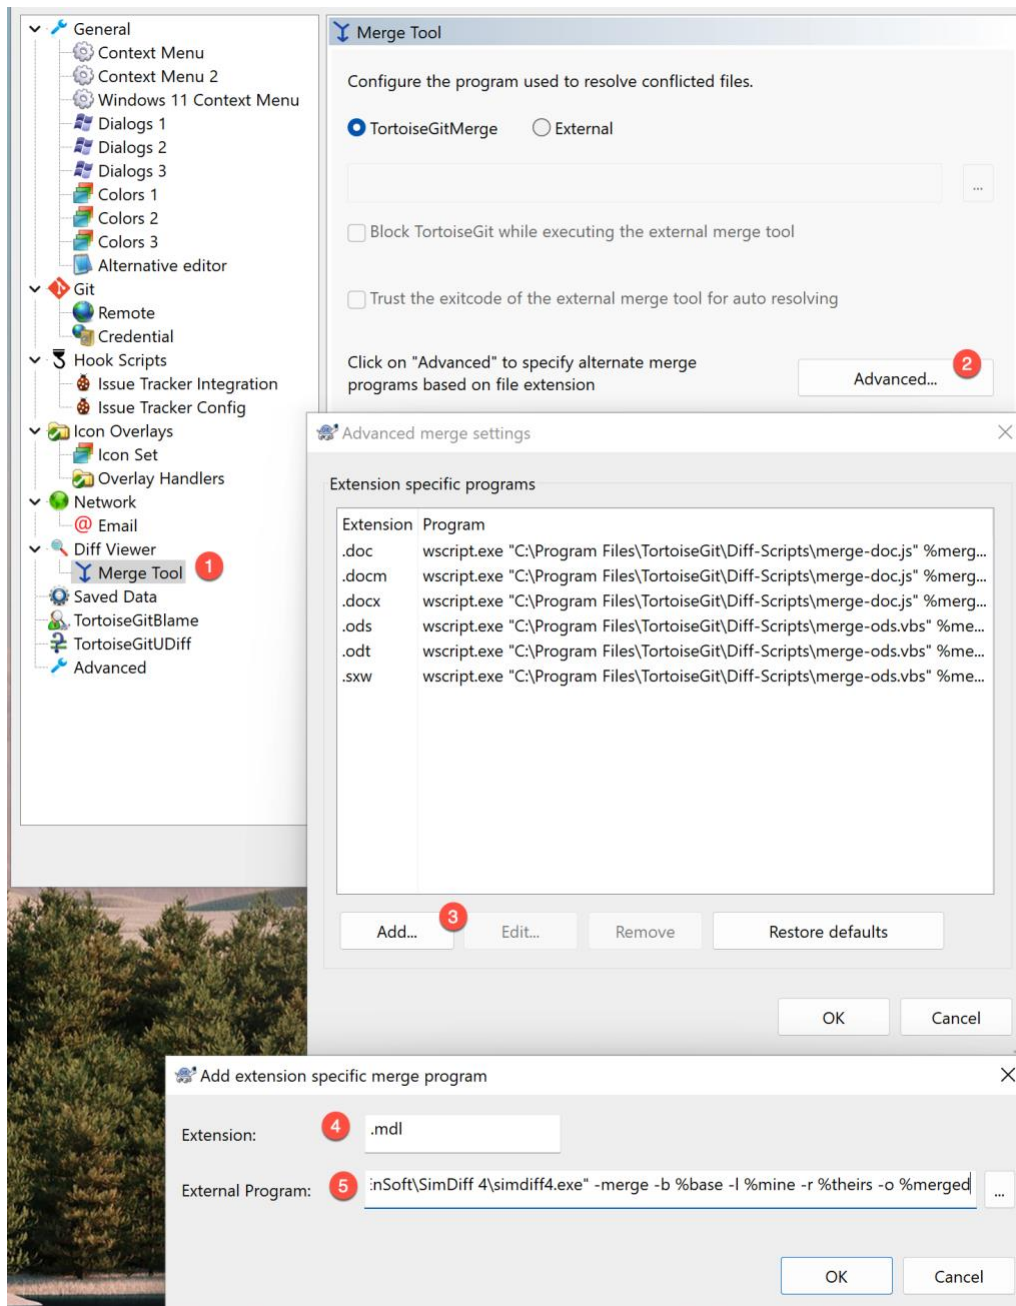 General
Context Menu
Context Menu 2
Windows 11 Context Menu
Dialogs 1
Dialogs 2
Dialogs 3
Colors 1
Colors 2
Colors 3
Alternative editor
Git
Remote
Credential
Hook Scripts
Issue Tracker Integration
Issue Tracker Config
Icon Overlays
Icon Set
Overlay Handlers
Network
@ Email
Diff Viewer
Merge Tool 1
Saved Data
TortoiseGitBlame
TortoiseGitUDiff
Advanced
Merge Tool
Configure the program used to resolve conflicted files.
TortoiseGitMerge External
...
Block TortoiseGit while executing the external merge tool
Trust the exitcode of the external merge tool for auto resolving
Click on "Advanced" to specify alternate merge
programs based on file extension
Advanced... 2
Advanced merge settings
Extension specific programs
Extension Program
.doc wscript.exe "C:\Program Files\TortoiseGit\Diff-Scripts\merge-doc.js" %merg...
.docm wscript.exe "C:\Program Files\TortoiseGit\Diff-Scripts\merge-doc.js" %merg...
.docx wscript.exe "C:\Program Files\TortoiseGit\Diff-Scripts\merge-doc.js" %merg...
.ods wscript.exe "C:\Program Files\TortoiseGit\Diff-Scripts\merge-ods.vbs" %me...
.odt wscript.exe "C:\Program Files\TortoiseGit\Diff-Scripts\merge-ods.vbs" %me...
.sxw wscript.exe "C:\Program Files\TortoiseGit\Diff-Scripts\merge-ods.vbs" %me...
Add... 3 Edit... Remove Restore defaults
OK Cancel
Add extension specific merge program
Extension: 4 .mdl
External Program: 5 nSoft\SimDiff 4\simdiff4.exe" -merge -b %base -l %mine -r %theirs -o %merged ...
OK Cancel